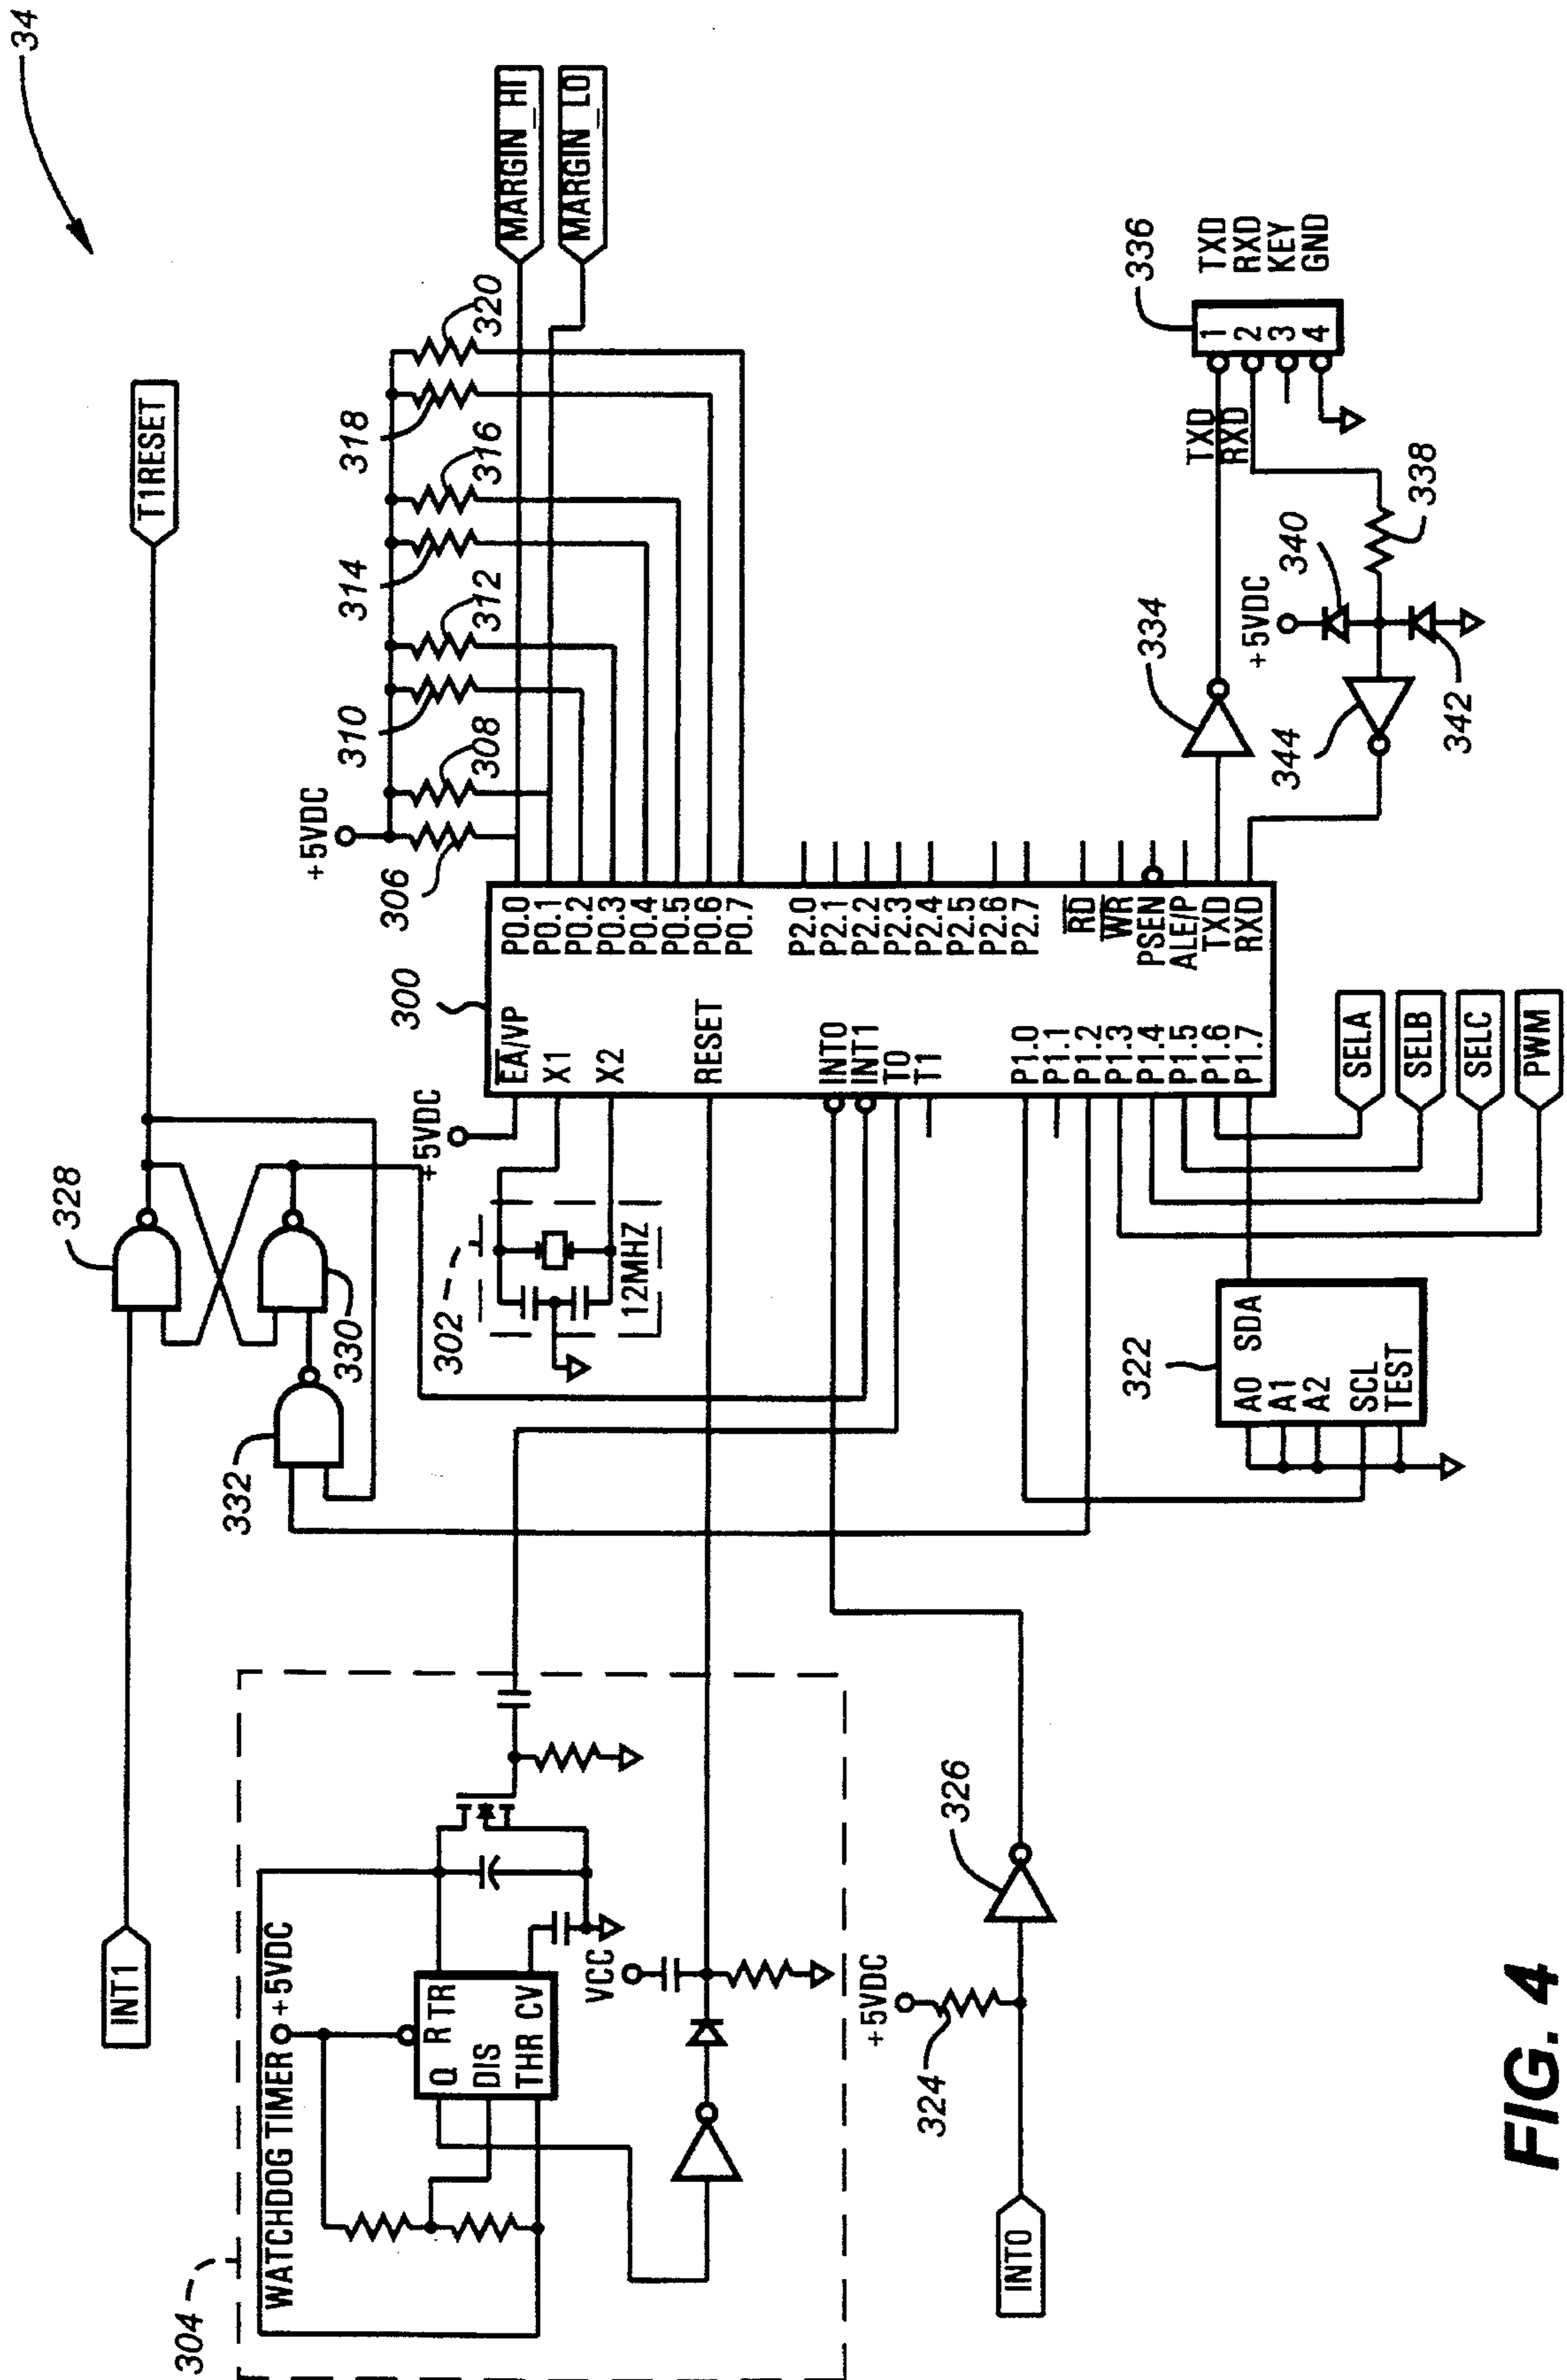 34
INT1
T1RESET
328
330
332
304
WATCHDOG TIMER
+5VDC
Q
R
TR
DIS
THR
CV
VCC
302
12MHZ
+5VDC
300
+5VDC
306
308
310
312
314
316
318
320
MARGIN_HI
MARGIN_LO
EA/VP
X1
X2
RESET
INT0
INT1
T0
T1
P1.0
P1.1
P1.2
P1.3
P1.4
P1.5
P1.6
P1.7
P0.0
P0.1
P0.2
P0.3
P0.4
P0.5
P0.6
P0.7
P2.0
P2.1
P2.2
P2.3
P2.4
P2.5
P2.6
P2.7
RD
WR
PSEN
ALE/P
TXD
RXD
+5VDC
324
326
INT0
322
A0 SDA
A1
A2
SCL
TEST
SELA
SELB
SELC
PWM
334
TXD
RXD
336
1 TXD
2 RXD
3 KEY
4 GND
+5VDC
340
338
344
342
FIG. 4